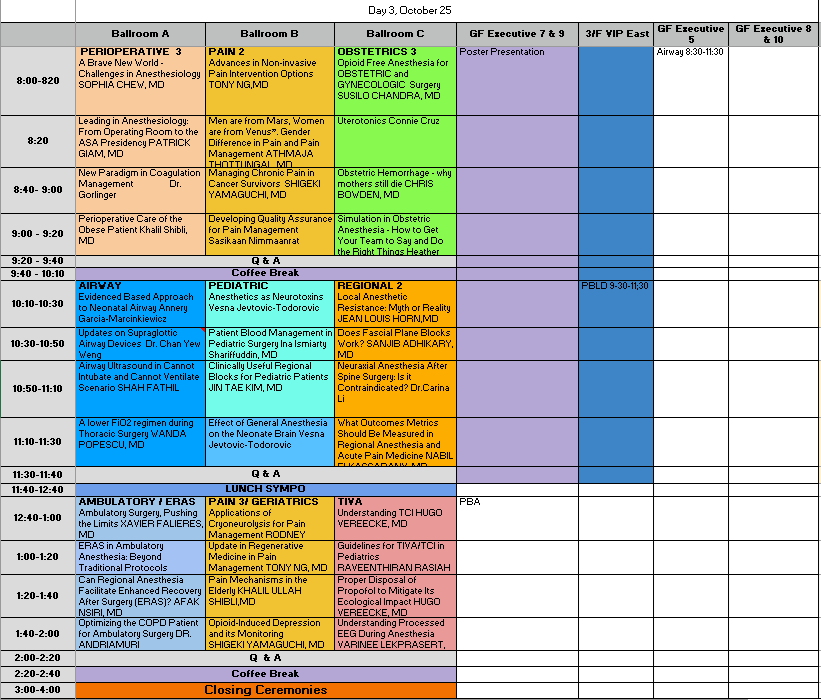 Day 3, October 25
Ballroom A Ballroom B Ballroom C GF Executive 7 & 9 3/F VIP East GF Executive 5 GF Executive 8 & 10
8:00-820
PERIOPERATIVE 3
A Brave New World -
Challenges in Anesthesiology
SOPHIA CHEW, MD
PAIN 2
Advances in Non-invasive
Pain Intervention Options
TONY NG,MD
OBSTETRICS 3
Opioid Free Anesthesia for
OBSTETRIC and
GYNECOLOGIC Surgery
SUSILO CHANDRA, MD
Poster Presentation
Airway 8:30-11:30
8:20
Leading in Anesthesiology:
From Operating Room to the
ASA Presidency PATRICK
GIAM, MD
Men are from Mars, Women
are from Venus". Gender
Difference in Pain and Pain
Management ATHMAJA
THOTTUNGAL, MD
Uterotonics Connie Cruz
8:40- 9:00
New Paradigm in Coagulation
Management Dr.
Gorlinger
Managing Chronic Pain in
Cancer Survivors SHIGEKI
YAMAGUCHI, MD
Obstetric Hemorrhage - why
mothers still die CHRIS
BOWDEN, MD
9:00 - 9:20
Perioperative Care of the
Obese Patient Khalil Shibli,
MD
Developing Quality Assurance
for Pain Management
Sasikaan Nimmaanrat
Simulation in Obstetric
Anesthesia - How to Get
Your Team to Say and Do
the Right Things Heather
9:20 - 9:40
Q & A
9:40 - 10:10
Coffee Break
10:10-10:30
AIRWAY
Evidenced Based Approach
to Neonatal Airway Annery
Garcia-Marcinkiewicz
PEDIATRIC
Anesthetics as Neurotoxins
Vesna Jevtovic-Todorovic
REGIONAL 2
Local Anesthetic
Resistance: Myth or Reality
JEAN LOUIS HORN,MD
PBLD 9-30-11;30
10:30-10:50
Updates on Supraglottic
Airway Devices Dr. Chan Yew
Weng
Patient Blood Management in
Pediatric Surgery Ina Ismiarty
Shariffuddin, MD
Does Fascial Plane Blocks
Work? SANJIB ADHIKARY,
MD
10:50-11:10
Airway Ultrasound in Cannot
Intubate and Cannot Ventilate
Scenario SHAH FATHIL
Clinically Useful Regional
Blocks for Pediatric Patients
JIN TAE KIM, MD
Neuraxial Anesthesia After
Spine Surgery: Is it
Contraindicated? Dr.Carina
Li
11:10-11:30
A lower FiO2 regimen during
Thoracic Surgery WANDA
POPESCU, MD
Effect of General Anesthesia
on the Neonate Brain Vesna
Jevtovic-Todorovic
What Outcomes Metrics
Should Be Measured in
Regional Anesthesia and
Acute Pain Medicine NABIL
ELKASSABANY, MD
11:30-11:40
Q & A
11:40-12:40
LUNCH SYMPO
12:40-1:00
AMBULATORY / ERAS
Ambulatory Surgery, Pushing
the Limits XAVIER FALIERES,
MD
PAIN 3/ GERIATRICS
Applications of
Cryoneurolysis for Pain
Management RODNEY
TIVA
Understanding TCI HUGO
VEREECKE, MD
PBA
1:00-1:20
ERAS in Ambulatory
Anesthesia: Beyond
Traditional Protocols
Update in Regenerative
Medicine in Pain
Management TONY NG, MD
Guidelines for TIVA/TCI in
Pediatrics
RAVEENTHIRAN RASIAH
1:20-1:40
Can Regional Anesthesia
Facilitate Enhanced Recovery
After Surgery (ERAS)? AFAK
NSIRI, MD
Pain Mechanisms in the
Elderly KHALIL ULLAH
SHIBLI,MD
Proper Disposal of
Propofol to Mitigate Its
Ecological Impact HUGO
VEREECKE, MD
1:40-2:00
Optimizing the COPD Patient
for Ambulatory Surgery DR.
ANDRIAMURI
Opioid-Induced Depression
and its Monitoring
SHIGEKI YAMAGUCHI, MD
Understanding Processed
EEG During Anesthesia
VARINEE LEKPRASERT,
2:00-2:20
Q & A
2:20-2:40
Coffee Break
3:00-4:00
Closing Ceremonies